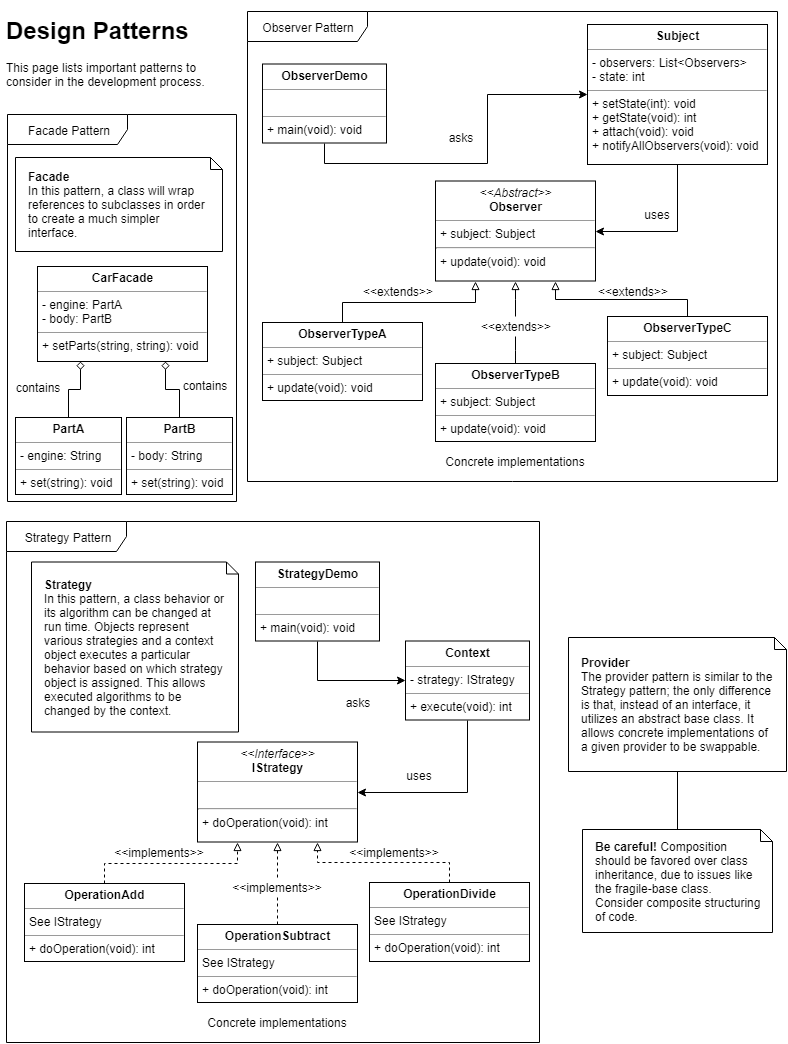 Design Patterns
This page lists important patterns to
consider in the development process.
Facade Pattern
Facade
In this pattern, a class will wrap
references to subclasses in order
to create a much simpler
interface.
CarFacade
- engine: PartA
- body: PartB
+ setParts(string, string): void
contains
contains
PartA
- engine: String
+ set(string): void
PartB
- body: String
+ set(string): void
Observer Pattern
ObserverDemo
+ main(void): void
asks
Subject
- observers: List<Observers>
- state: int
+ setState(int): void
+ getState(void): int
+ attach(void): void
+ notifyAllObservers(void): void
uses
<<Abstract>>
Observer
+ subject: Subject
+ update(void): void
<<extends>>
<<extends>>
<<extends>>
ObserverTypeA
+ subject: Subject
+ update(void): void
ObserverTypeB
+ subject: Subject
+ update(void): void
ObserverTypeC
+ subject: Subject
+ update(void): void
Concrete implementations
Strategy Pattern
Strategy
In this pattern, a class behavior or
its algorithm can be changed at
run time. Objects represent
various strategies and a context
object executes a particular
behavior based on which strategy
object is assigned. This allows
executed algorithms to be
changed by the context.
StrategyDemo
+ main(void): void
asks
Context
- strategy: IStrategy
+ execute(void): int
uses
<<Interface>>
IStrategy
+ doOperation(void): int
<<implements>>
<<implements>>
<<implements>>
OperationAdd
See IStrategy
+ doOperation(void): int
OperationSubtract
See IStrategy
+ doOperation(void): int
OperationDivide
See IStrategy
+ doOperation(void): int
Concrete implementations
Provider
The provider pattern is similar to the
Strategy pattern; the only difference
is that, instead of an interface, it
utilizes an abstract base class. It
allows concrete implementations of
a given provider to be swappable.
Be careful! Composition
should be favored over class
inheritance, due to issues like
the fragile-base class.
Consider composite structuring
of code.